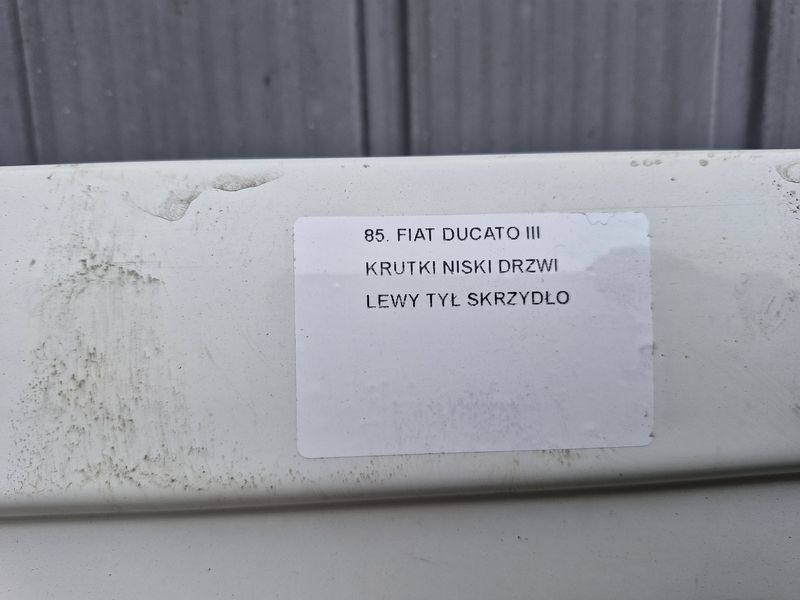 85. FIAT DUCATO III
KRUTKI NISKI DRZWI
LEWY TYŁ SKRZYDŁO